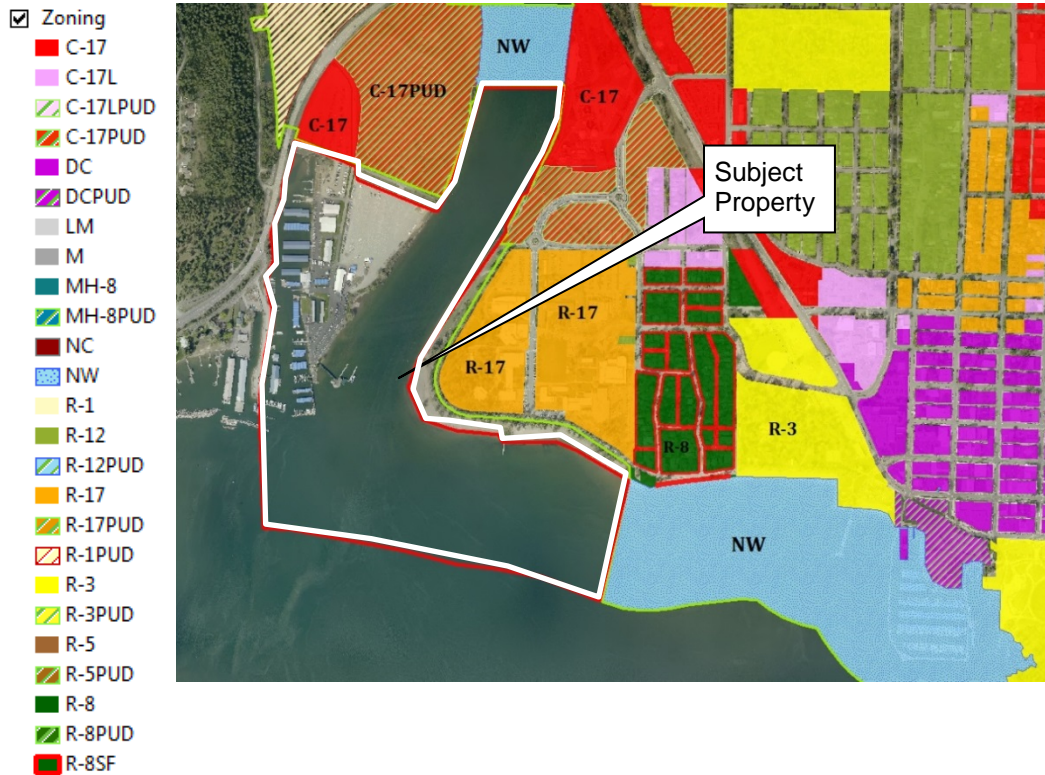 Zoning
C-17
C-17L
C-17LPUD
C-17PUD
DC
DCPUD
LM
M
MH-8
MH-8PUD
NC
NW
R-1
R-12
R-12PUD
R-17
R-17PUD
R-1PUD
R-3
R-3PUD
R-5
R-5PUD
R-8
R-8PUD
R-8SF
NW
C-17PUD
C-17
C-17
Subject
Property
R-17
R-17
R-8
R-3
NW